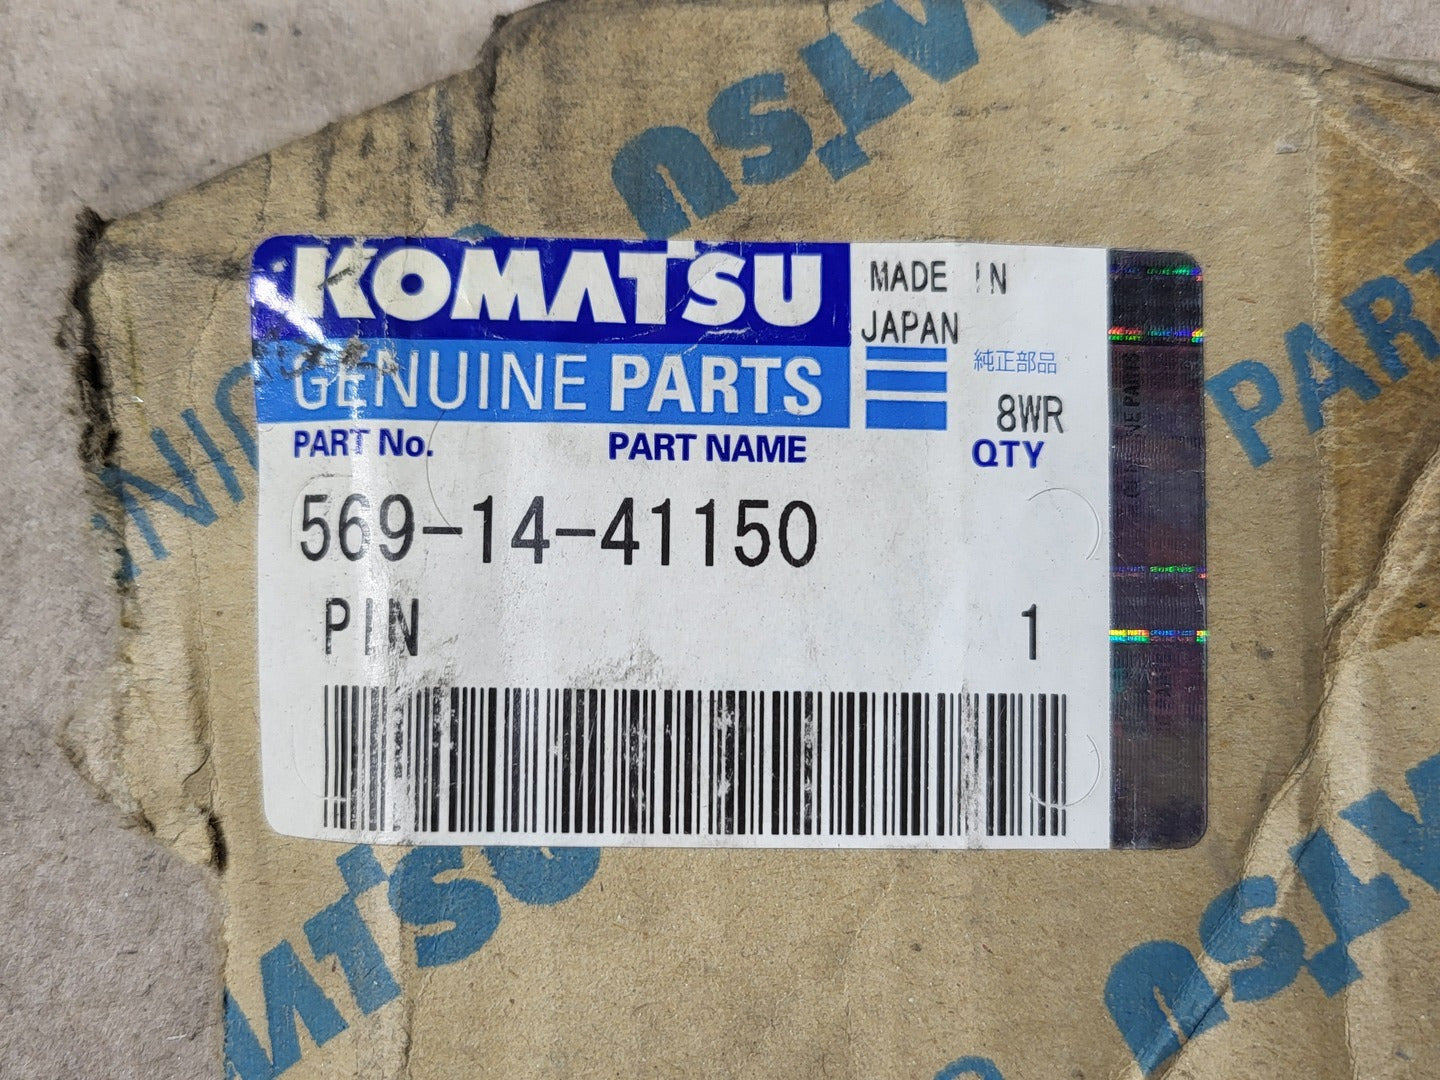 KOMATSU
GENUINE PARTS
MADE IN
JAPAN
純正部品
8WR
PART No.
PART NAME
QTY
569-14-41150
PIN
1